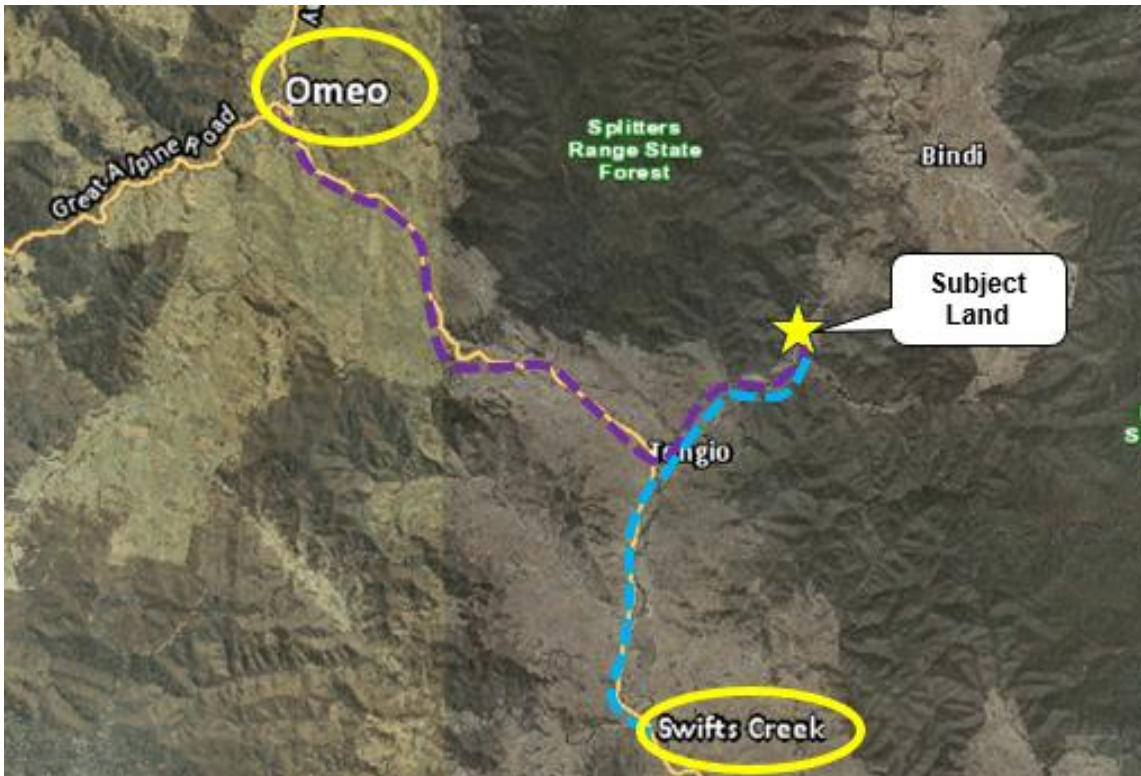 Omeo
Great Alpine Road
Splitters
Range State
Forest
Bindi
Subject
Land
Tongio
S
Swifts Creek